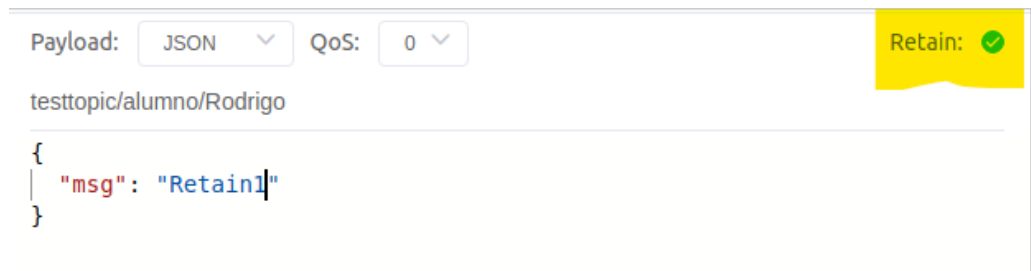 Payload: JSON QoS: 0 Retain:
testtopic/alumno/Rodrigo
{
  "msg": "Retain1"
}